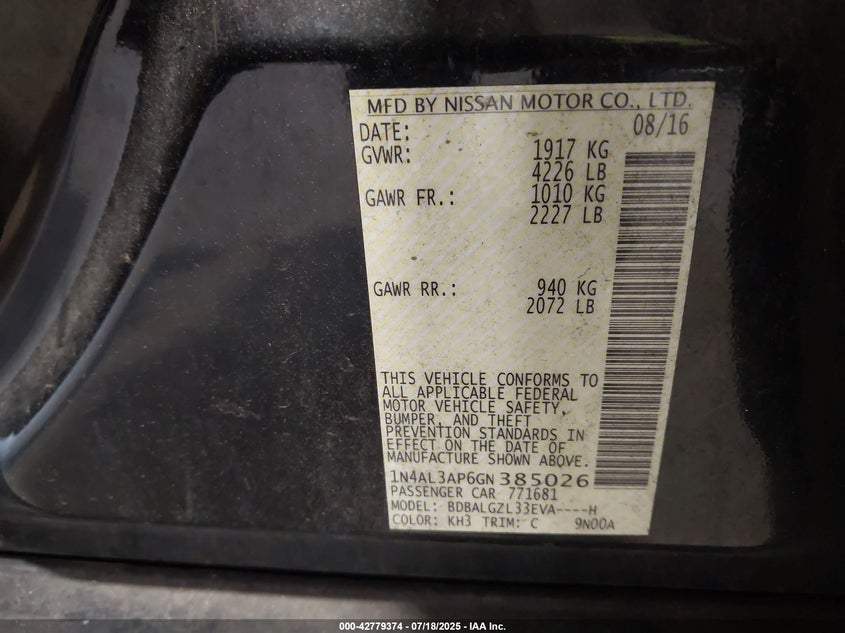 MFD BY NISSAN MOTOR CO., LTD.
DATE: 08/16
GVWR: 1917 KG
4226 LB
GAWR FR.: 1010 KG
2227 LB
GAWR RR.: 940 KG
2072 LB
THIS VEHICLE CONFORMS TO
ALL APPLICABLE FEDERAL
MOTOR VEHICLE SAFETY,
BUMPER, AND THEFT
PREVENTION STANDARDS IN
EFFECT ON THE DATE OF
MANUFACTURE SHOWN ABOVE.
1N4AL3AP6GN385026
PASSENGER CAR 771681
MODEL: BDBALGZL33EVA----H
COLOR: KH3 TRIM: C 9N00A
000-42779374 - 07/18/2025 - IAA Inc.